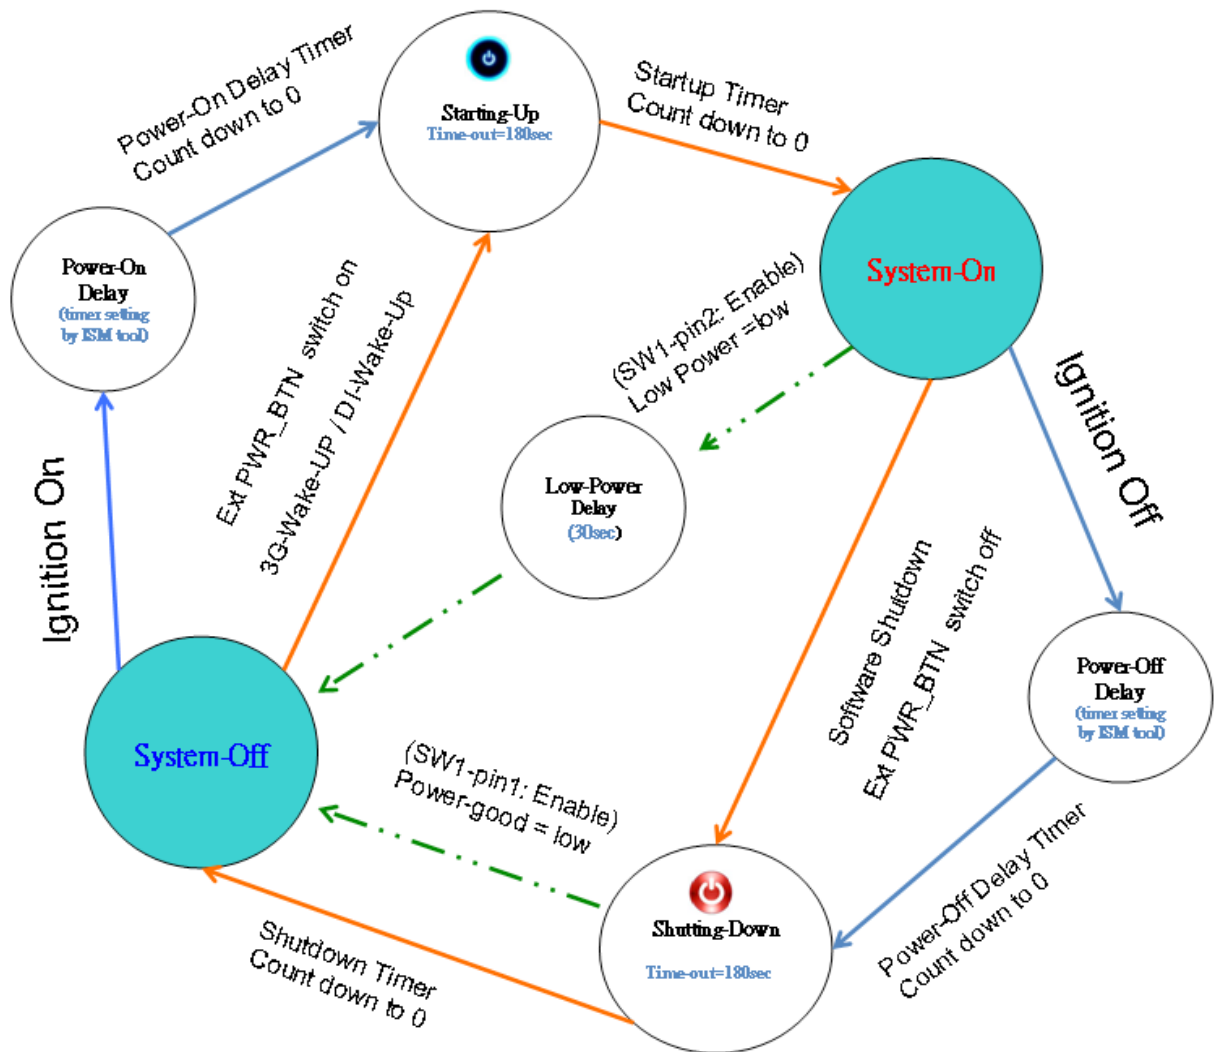 Power-On Delay Timer
Count down to 0
Starting-Up
Time-out=180sec
Startup Timer
Count down to 0
Power-On
Delay
(timer setting
by ISM tool)
System-On
Ext PWR_BTN switch on
3G-Wake-UP / DI-Wake-Up
(SW1-pin2: Enable)
Low Power =low
Ignition On
Ignition Off
Low-Power
Delay
(30sec)
Software Shutdown
Ext PWR_BTN switch off
Power-Off
Delay
(timer setting
by ISM tool)
System-Off
(SW1-pin1: Enable)
Power-good = low
Power-Off Delay Timer
Count down to 0
Shutting-Down
Time-out=180sec
Shutdown Timer
Count down to 0